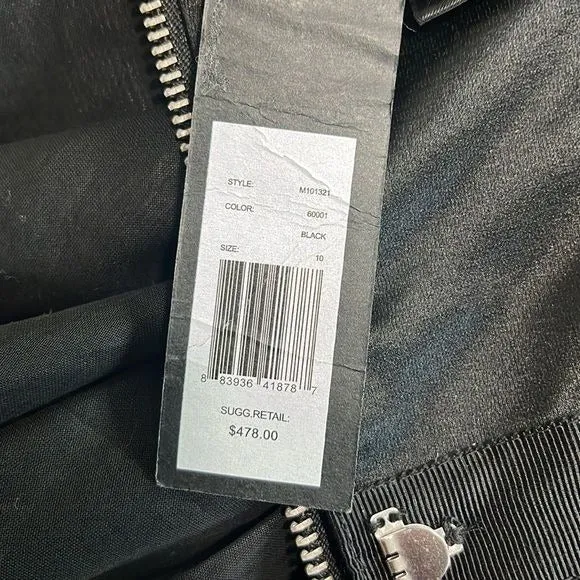 STYLE: M101321
COLOR: 60001
BLACK
SIZE: 10
8 83936 41878 7
SUGG.RETAIL:
$478.00